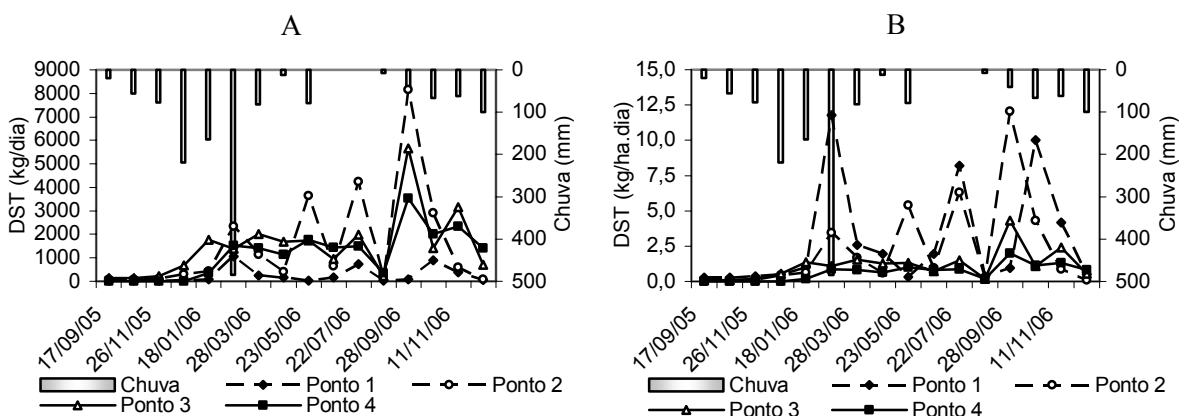 A
DST (kg/dia)
9000
8000
7000
6000
5000
4000
3000
2000
1000
0
0
100
200
300
400
500
Chuva (mm)
17/09/05
26/11/05
18/01/06
28/03/06
23/05/06
22/07/06
28/09/06
11/11/06
Chuva
Ponto 1
Ponto 2
Ponto 3
Ponto 4
B
DST (kg/ha.dia)
15,0
12,5
10,0
7,5
5,0
2,5
0,0
0
100
200
300
400
500
Chuva (mm)
17/09/05
26/11/05
18/01/06
28/03/06
23/05/06
22/07/06
28/09/06
11/11/06
Chuva
Ponto 1
Ponto 2
Ponto 3
Ponto 4